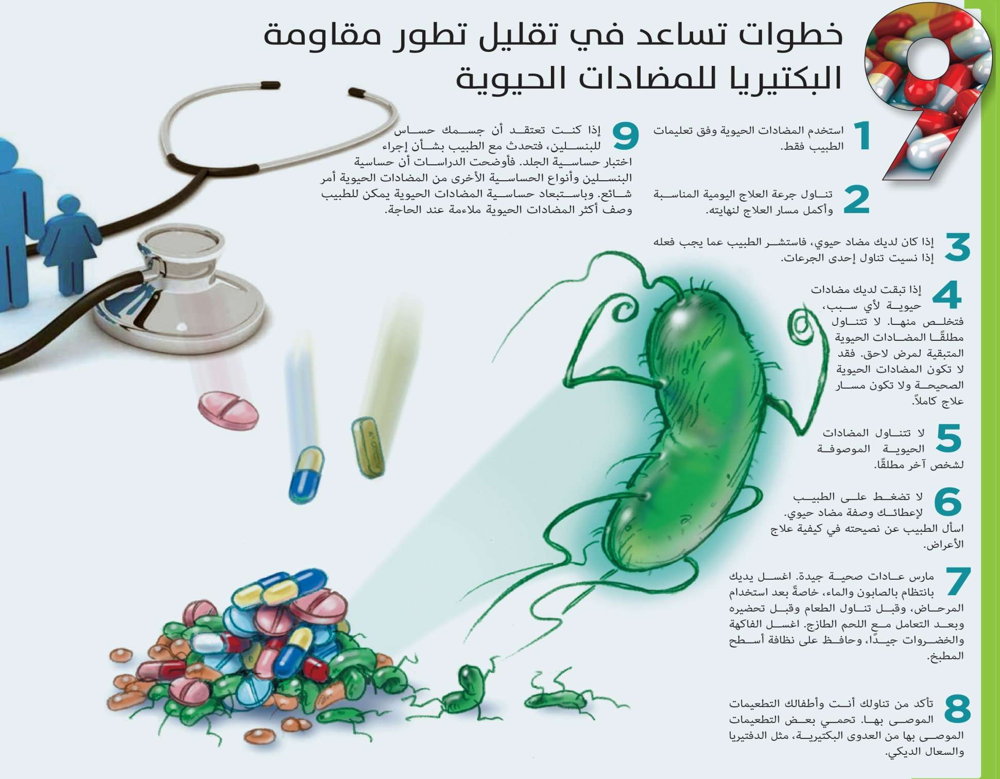 9
خطوات تساعد في تقليل تطور مقاومة
البكتيريا للمضادات الحيوية
1
استخدم المضادات الحيوية وفق تعليمات
الطبيب فقط.
2
تناول جرعة العلاج اليومية المناسبة
وأكمل مسار العلاج لنهايته.
3
إذا كان لديك مضاد حيوي، فاستشر الطبيب عما يجب فعله
إذا نسيت تناول إحدى الجرعات.
4
إذا تبقت لديك مضادات
حيوية لأي سبب،
فتخلص منها. لا تتناول
مطلقًا المضادات الحيوية
المتبقية لمرض لاحق. فقد
لا تكون المضادات الحيوية
الصحيحة ولا تكون مسار
علاج كاملاً.
5
لا تتناول المضادات
الحيوية الموصوفة
لشخص آخر مطلقًا.
6
لا تضغط على الطبيب
لإعطائك وصفة مضاد حيوي.
اسأل الطبيب عن نصيحته في كيفية علاج
الأعراض.
7
مارس عادات صحية جيدة. اغسل يديك
بانتظام بالصابون والماء، خاصةً بعد استخدام
المرحاض، وقبل تناول الطعام وقبل تحضيره
وبعد التعامل مع اللحم الطازج. اغسل الفاكهة
والخضروات جيدًا، وحافظ على نظافة أسطح
المطبخ.
8
تأكد من تناولك أنت وأطفالك التطعيمات
الموصى بها. تحمي بعض التطعيمات
الموصى بها من العدوى البكتيرية، مثل الدفتيريا
والسعال الديكي.
9
إذا كنت تعتقد أن جسمك حساس
للبنسلين، فتحدث مع الطبيب بشأن إجراء
اختبار حساسية الجلد. فأوضحت الدراسات أن حساسية
البنسلين وأنواع الحساسية الأخرى من المضادات الحيوية أمر
شائع. وباستبعاد حساسية المضادات الحيوية يمكن للطبيب
وصف أكثر المضادات الحيوية ملاءمة عند الحاجة.